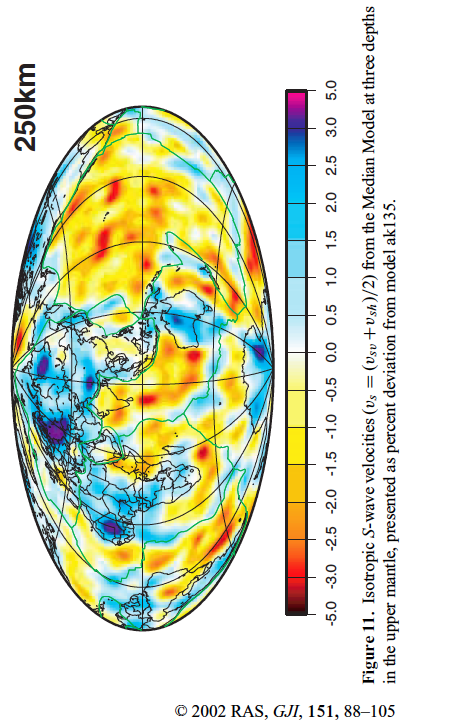 250km
-5.0 -3.0 -2.5 -2.0 -1.5 -1.0 -0.5 0.0 0.5 1.0 1.5 2.0 2.5 3.0 5.0
Figure 11. Isotropic S-wave velocities (υs = (υsv + υsh)/2) from the Median Model at three depths
in the upper mantle, presented as percent deviation from model ak135.
© 2002 RAS, GJI, 151, 88–105